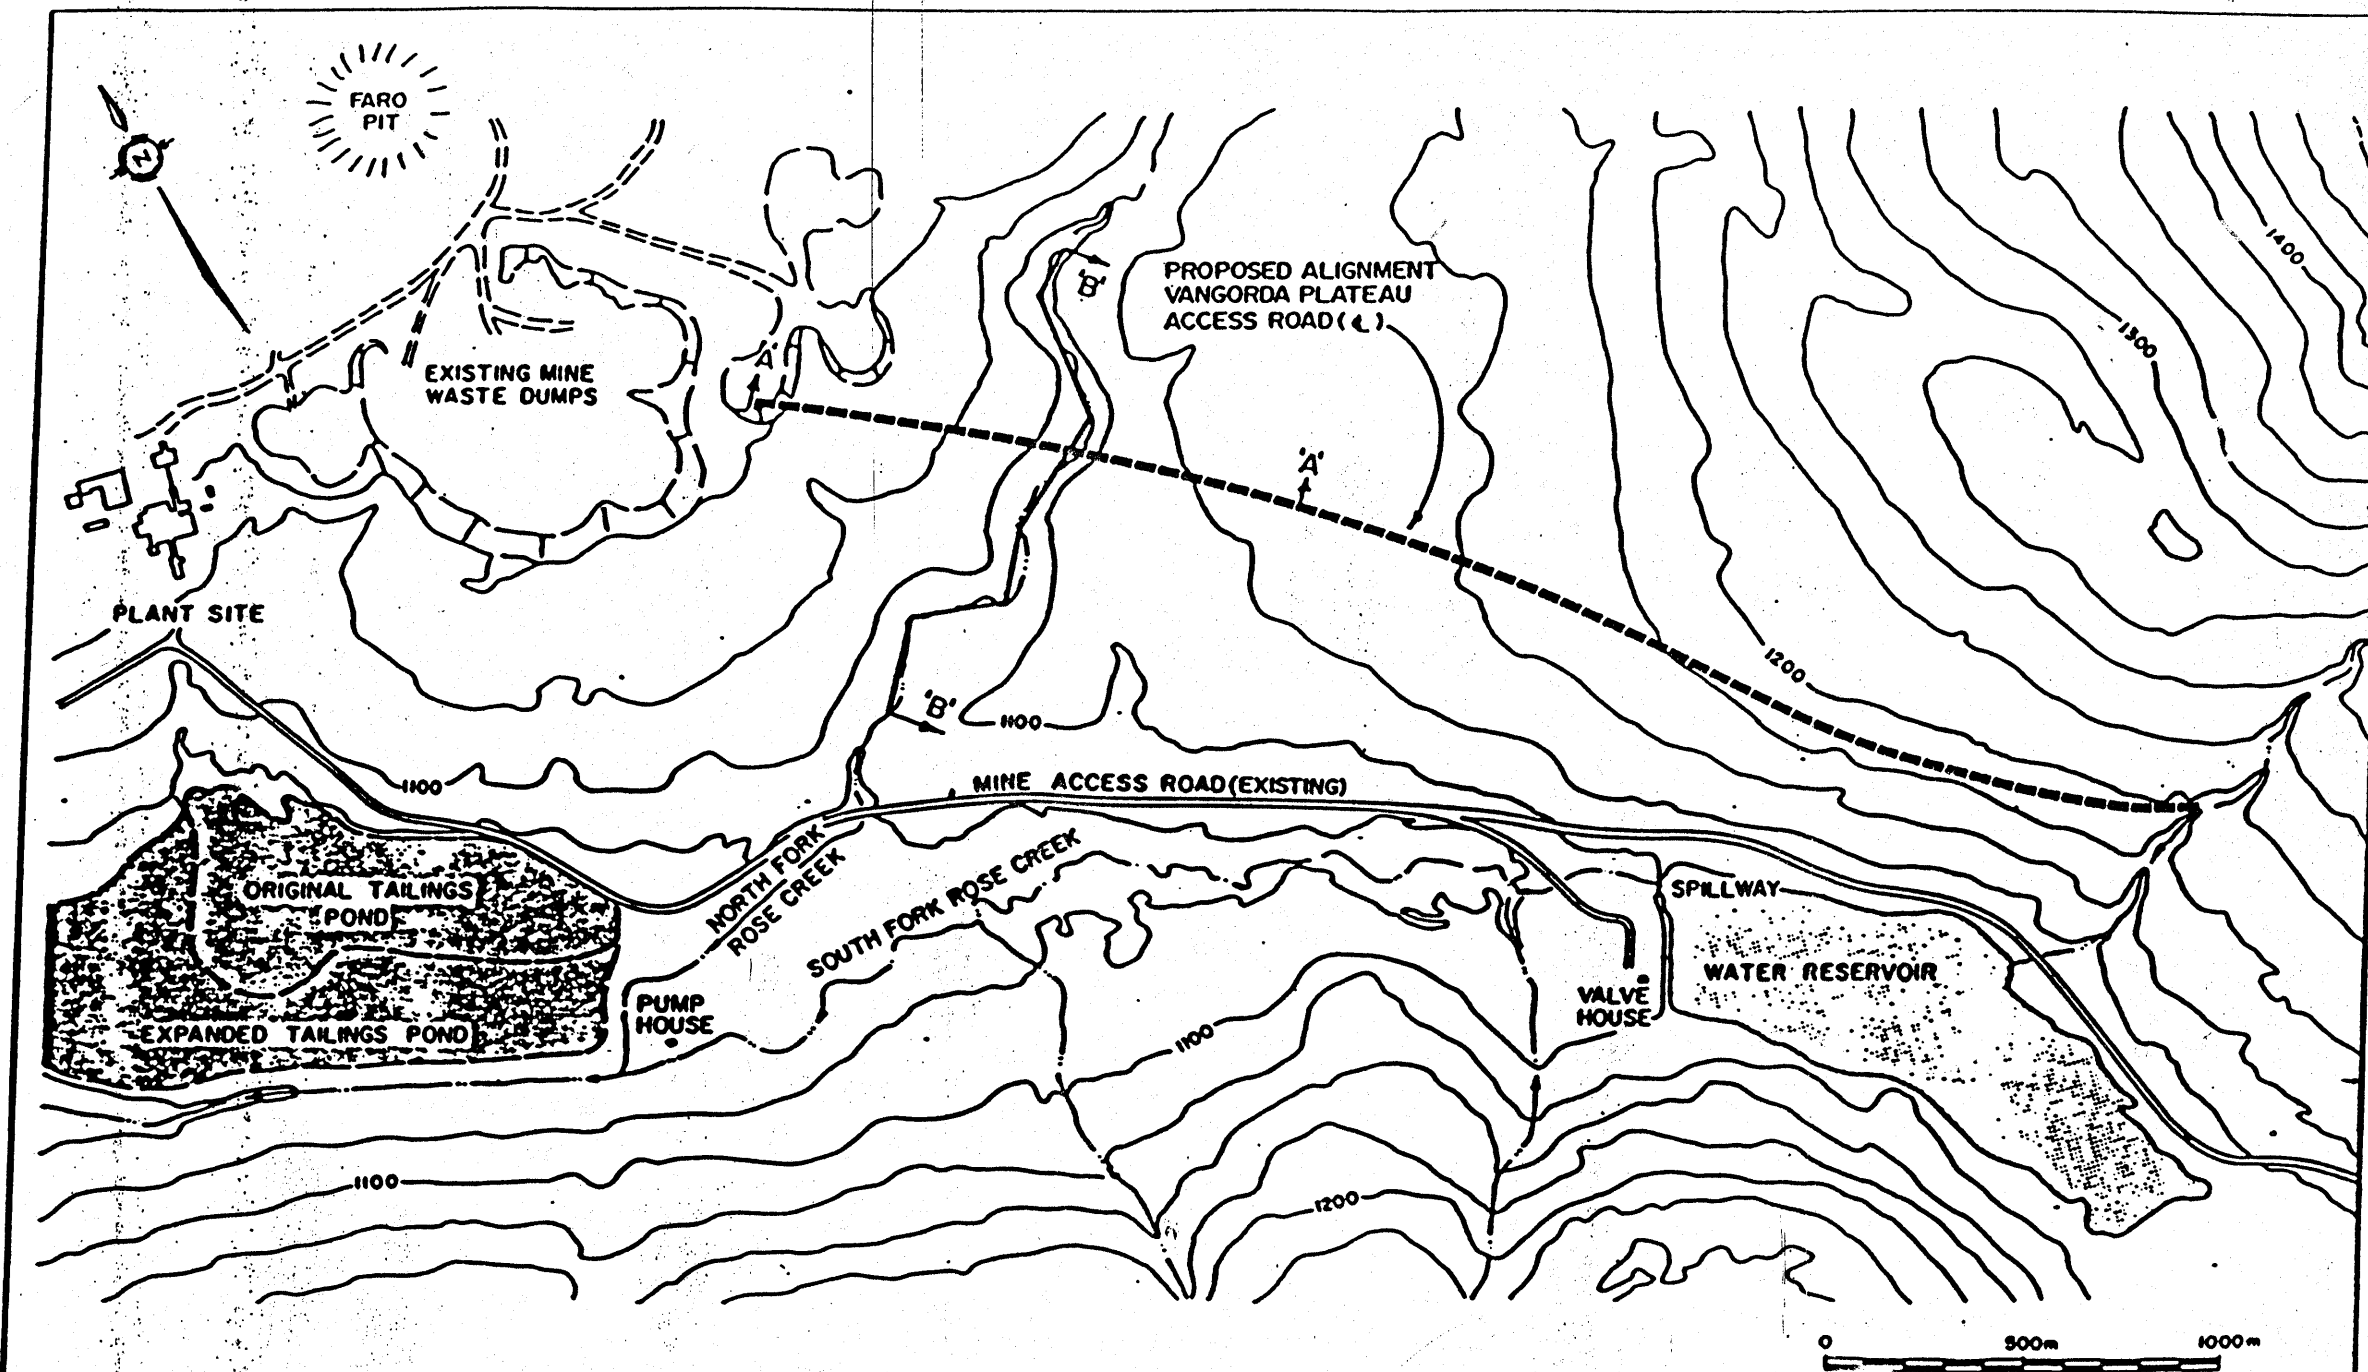 FARO
PIT
N
'B'
PROPOSED ALIGNMENT
VANGORDA PLATEAU
ACCESS ROAD (℄)
1400
1300
'A'
EXISTING MINE
WASTE DUMPS
'A'
PLANT SITE
1200
'B'
1100
1100
MINE ACCESS ROAD (EXISTING)
NORTH FORK
ROSE CREEK
SOUTH FORK ROSE CREEK
ORIGINAL TAILINGS
POND
SPILLWAY
WATER RESERVOIR
PUMP
HOUSE
VALVE
HOUSE
EXPANDED TAILINGS POND
1100
1100
1200
0 500m 1000m